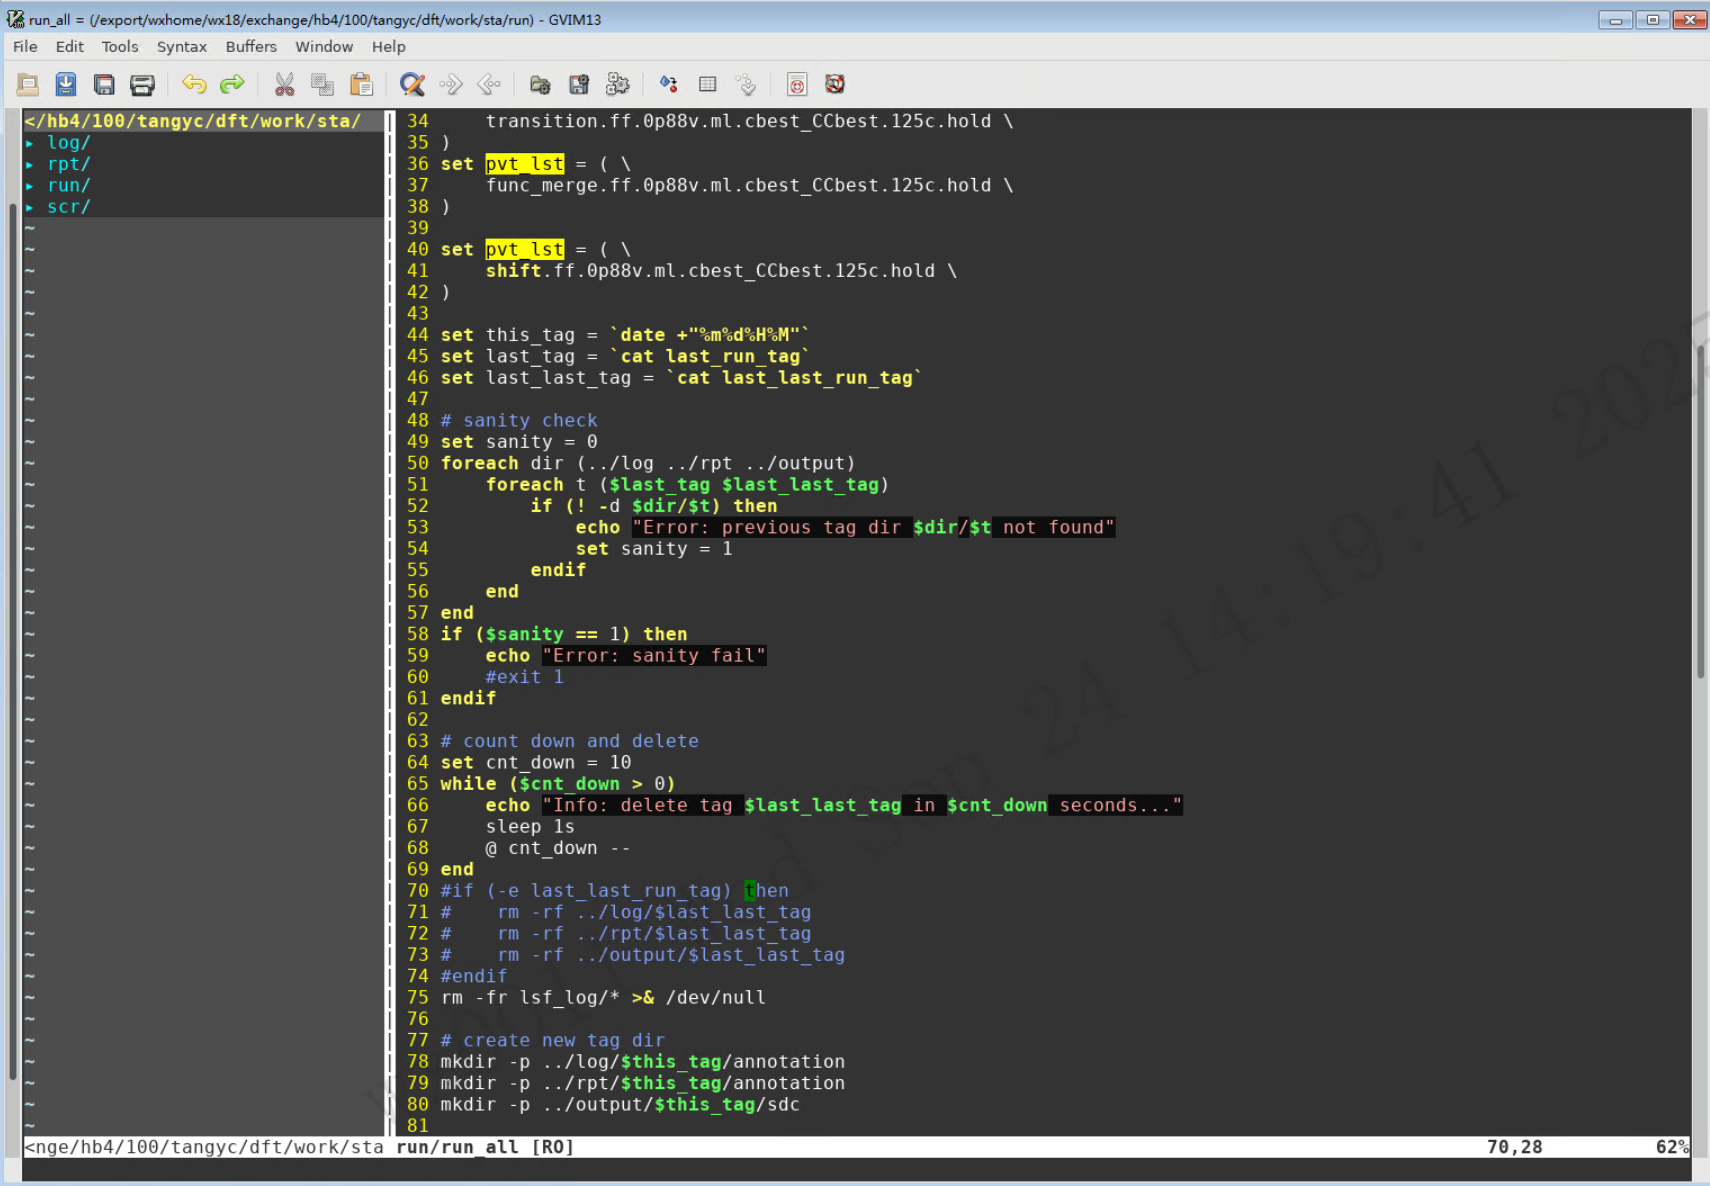 run_all = (/export/wxhome/wx18/exchange/hb4/100/tangyc/dft/work/sta/run) - GVIM13
File Edit Tools Syntax Buffers Window Help
</hb4/100/tangyc/dft/work/sta/
▸ log/
▸ rpt/
▸ run/
▸ scr/
34     transition.ff.0p88v.ml.cbest_CCbest.125c.hold \
35 )
36 set pvt_lst = ( \
37     func_merge.ff.0p88v.ml.cbest_CCbest.125c.hold \
38 )
39
40 set pvt_lst = ( \
41     shift.ff.0p88v.ml.cbest_CCbest.125c.hold \
42 )
43
44 set this_tag = `date +"%m%d%H%M"`
45 set last_tag = `cat last_run_tag`
46 set last_last_tag = `cat last_last_run_tag`
47
48 # sanity check
49 set sanity = 0
50 foreach dir (../log ../rpt ../output)
51     foreach t ($last_tag $last_last_tag)
52         if (! -d $dir/$t) then
53             echo "Error: previous tag dir $dir/$t not found"
54             set sanity = 1
55         endif
56     end
57 end
58 if ($sanity == 1) then
59     echo "Error: sanity fail"
60     #exit 1
61 endif
62
63 # count down and delete
64 set cnt_down = 10
65 while ($cnt_down > 0)
66     echo "Info: delete tag $last_last_tag in $cnt_down seconds..."
67     sleep 1s
68     @ cnt_down --
69 end
70 #if (-e last_last_run_tag) then
71 #    rm -rf ../log/$last_last_tag
72 #    rm -rf ../rpt/$last_last_tag
73 #    rm -rf ../output/$last_last_tag
74 #endif
75 rm -fr lsf_log/* >& /dev/null
76
77 # create new tag dir
78 mkdir -p ../log/$this_tag/annotation
79 mkdir -p ../rpt/$this_tag/annotation
80 mkdir -p ../output/$this_tag/sdc
81
<nge/hb4/100/tangyc/dft/work/sta run/run_all [RO] 70,28 62%
Sep 24 14:19:41